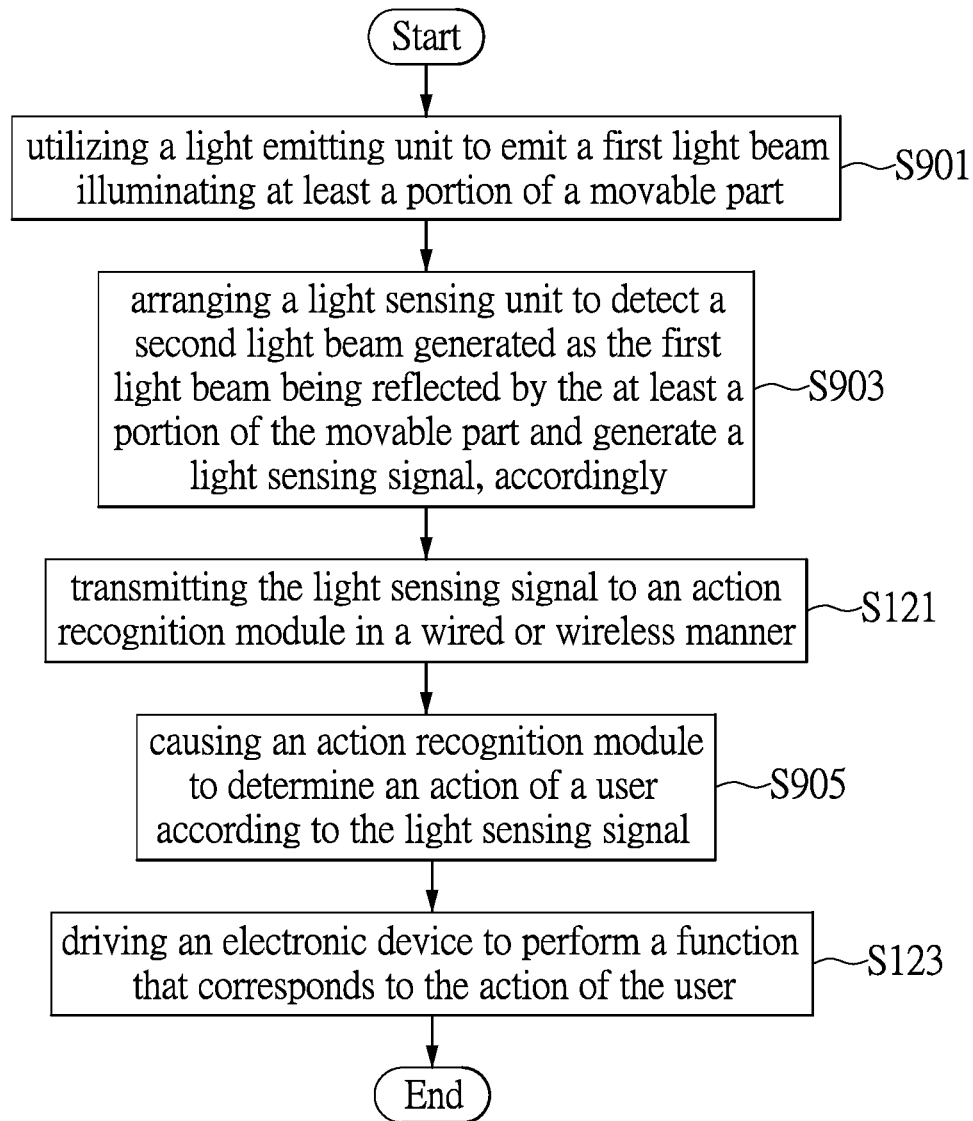 Start
utilizing a light emitting unit to emit a first light beam
illuminating at least a portion of a movable part
S901
arranging a light sensing unit to detect a
second light beam generated as the first
light beam being reflected by the at least a
portion of the movable part and generate a
light sensing signal, accordingly
S903
transmitting the light sensing signal to an action
recognition module in a wired or wireless manner
S121
causing an action recognition module
to determine an action of a user
according to the light sensing signal
S905
driving an electronic device to perform a function
that corresponds to the action of the user
S123
End